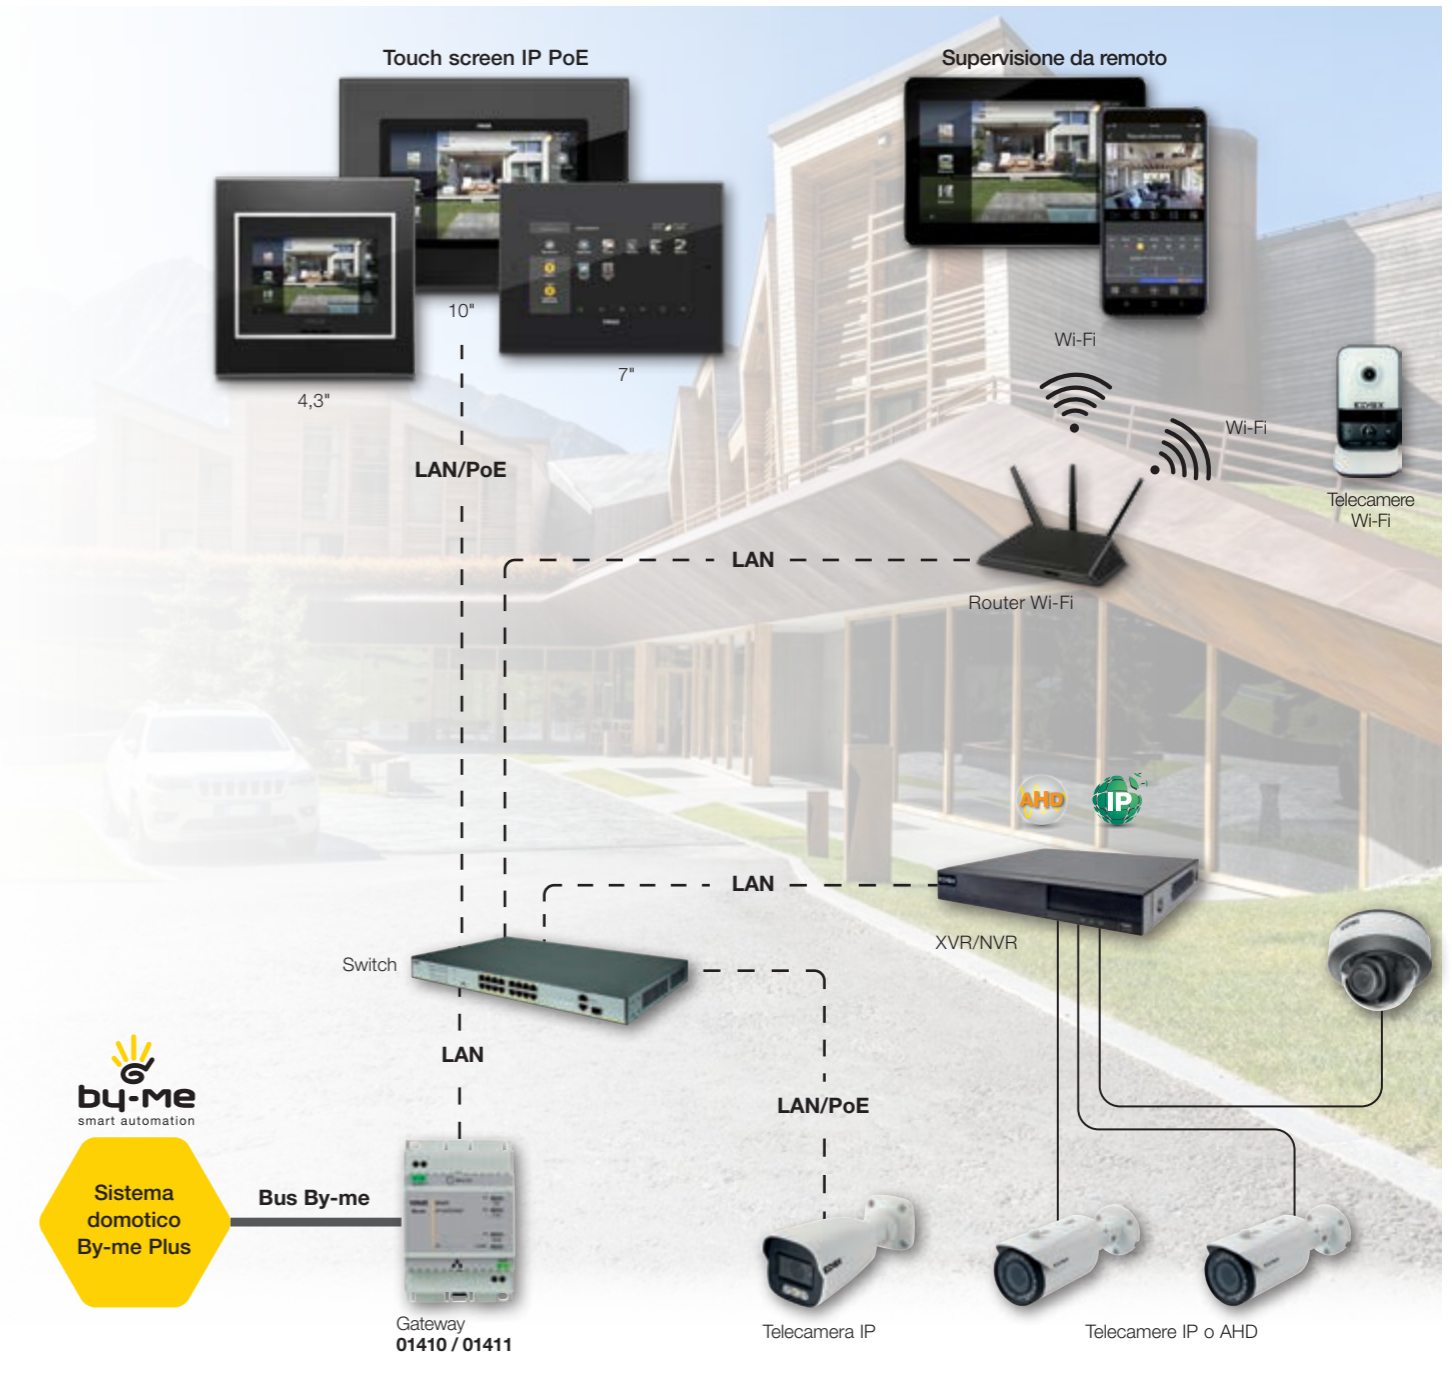 Touch screen IP PoE
Supervisione da remoto
10"
7"
4,3"
Wi-Fi
Wi-Fi
Telecamere
Wi-Fi
LAN/PoE
LAN
Router Wi-Fi
AHD
IP
LAN
XVR/NVR
Switch
LAN
LAN/PoE
by-me
smart automation
Sistema
domotico
By-me Plus
Bus By-me
Gateway
01410 / 01411
Telecamera IP
Telecamere IP o AHD